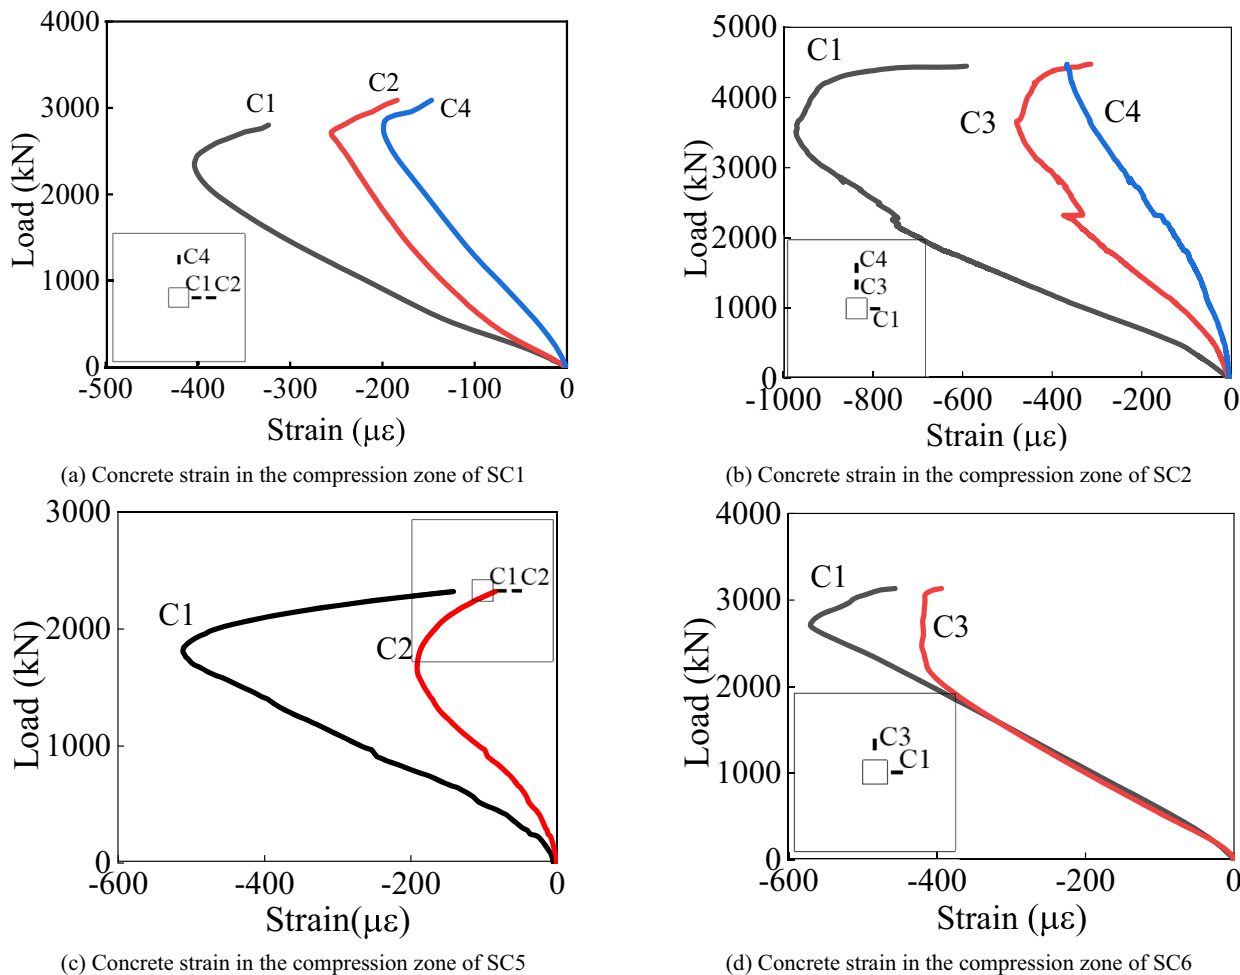 4000
3000
2000
1000
0
Load (kN)
C1
C2
C4
C4
C1
C2
-500
-400
-300
-200
-100
0
Strain (με)
(a) Concrete strain in the compression zone of SC1
5000
4000
3000
2000
1000
0
Load (kN)
C1
C3
C4
C4
C3
C1
-1000
-800
-600
-400
-200
0
Strain (με)
(b) Concrete strain in the compression zone of SC2
3000
2000
1000
0
Load (kN)
C1
C2
C1 C2
-600
-400
-200
0
Strain(με)
(c) Concrete strain in the compression zone of SC5
4000
3000
2000
1000
0
Load (kN)
C1
C3
C3
C1
-600
-400
-200
0
Strain (με)
(d) Concrete strain in the compression zone of SC6